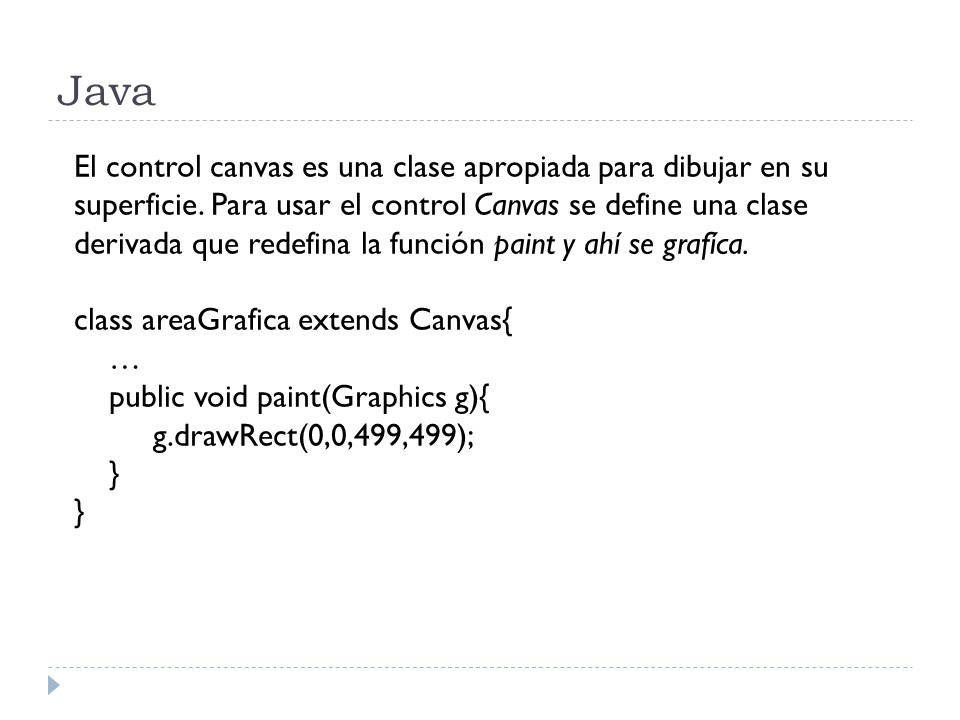 Java
El control canvas es una clase apropiada para dibujar en su
superficie. Para usar el control Canvas se define una clase
derivada que redefina la función paint y ahí se grafíca.
class areaGrafica extends Canvas{
…
public void paint(Graphics g){
g.drawRect(0,0,499,499);
}
}